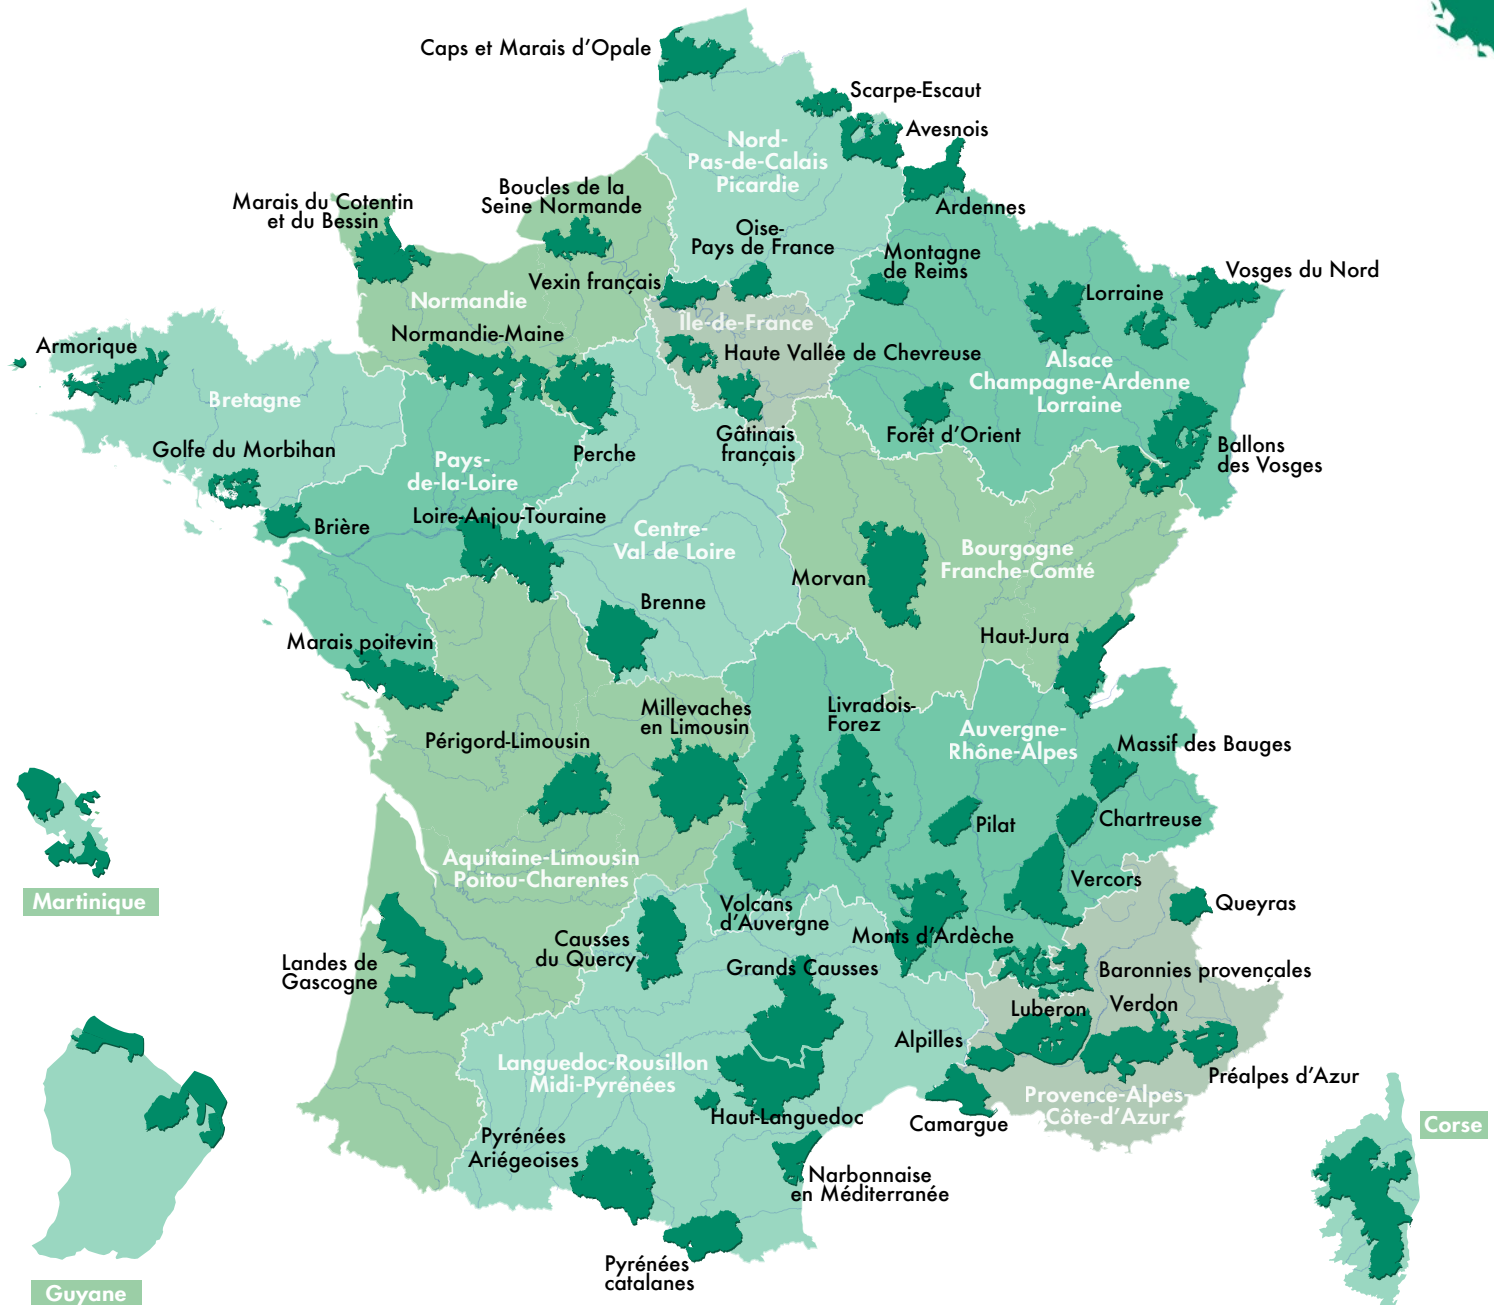 Caps et Marais d'Opale
Scarpe-Escaut
Avesnois
Nord-
Pas-de-Calais
Picardie
Ardennes
Marais du Cotentin
et du Bessin
Boucles de la
Seine Normande
Oise-
Pays de France
Montagne
de Reims
Vosges du Nord
Vexin français
Lorraine
Normandie
Île-de-France
Armorique
Normandie-Maine
Haute Vallée de Chevreuse
Alsace
Champagne-Ardenne
Lorraine
Bretagne
Golfe du Morbihan
Pays-
de-la-Loire
Perche
Gâtinais
français
Forêt d'Orient
Ballons
des Vosges
Brière
Loire-Anjou-Touraine
Centre-
Val de Loire
Bourgogne
Franche-Comté
Morvan
Brenne
Haut-Jura
Marais poitevin
Millevaches
en Limousin
Livradois-
Forez
Auvergne-
Rhône-Alpes
Périgord-Limousin
Massif des Bauges
Pilat
Chartreuse
Aquitaine-Limousin
Poitou-Charentes
Vercors
Martinique
Volcans
d'Auvergne
Queyras
Causses
du Quercy
Monts d'Ardèche
Landes de
Gascogne
Grands Causses
Baronnies provençales
Luberon
Verdon
Alpilles
Languedoc-Rousillon
Midi-Pyrénées
Préalpes d'Azur
Provence-Alpes-
Côte-d'Azur
Haut-Languedoc
Camargue
Corse
Pyrénées
Ariégeoises
Narbonnaise
en Méditerranée
Pyrénées
catalanes
Guyane